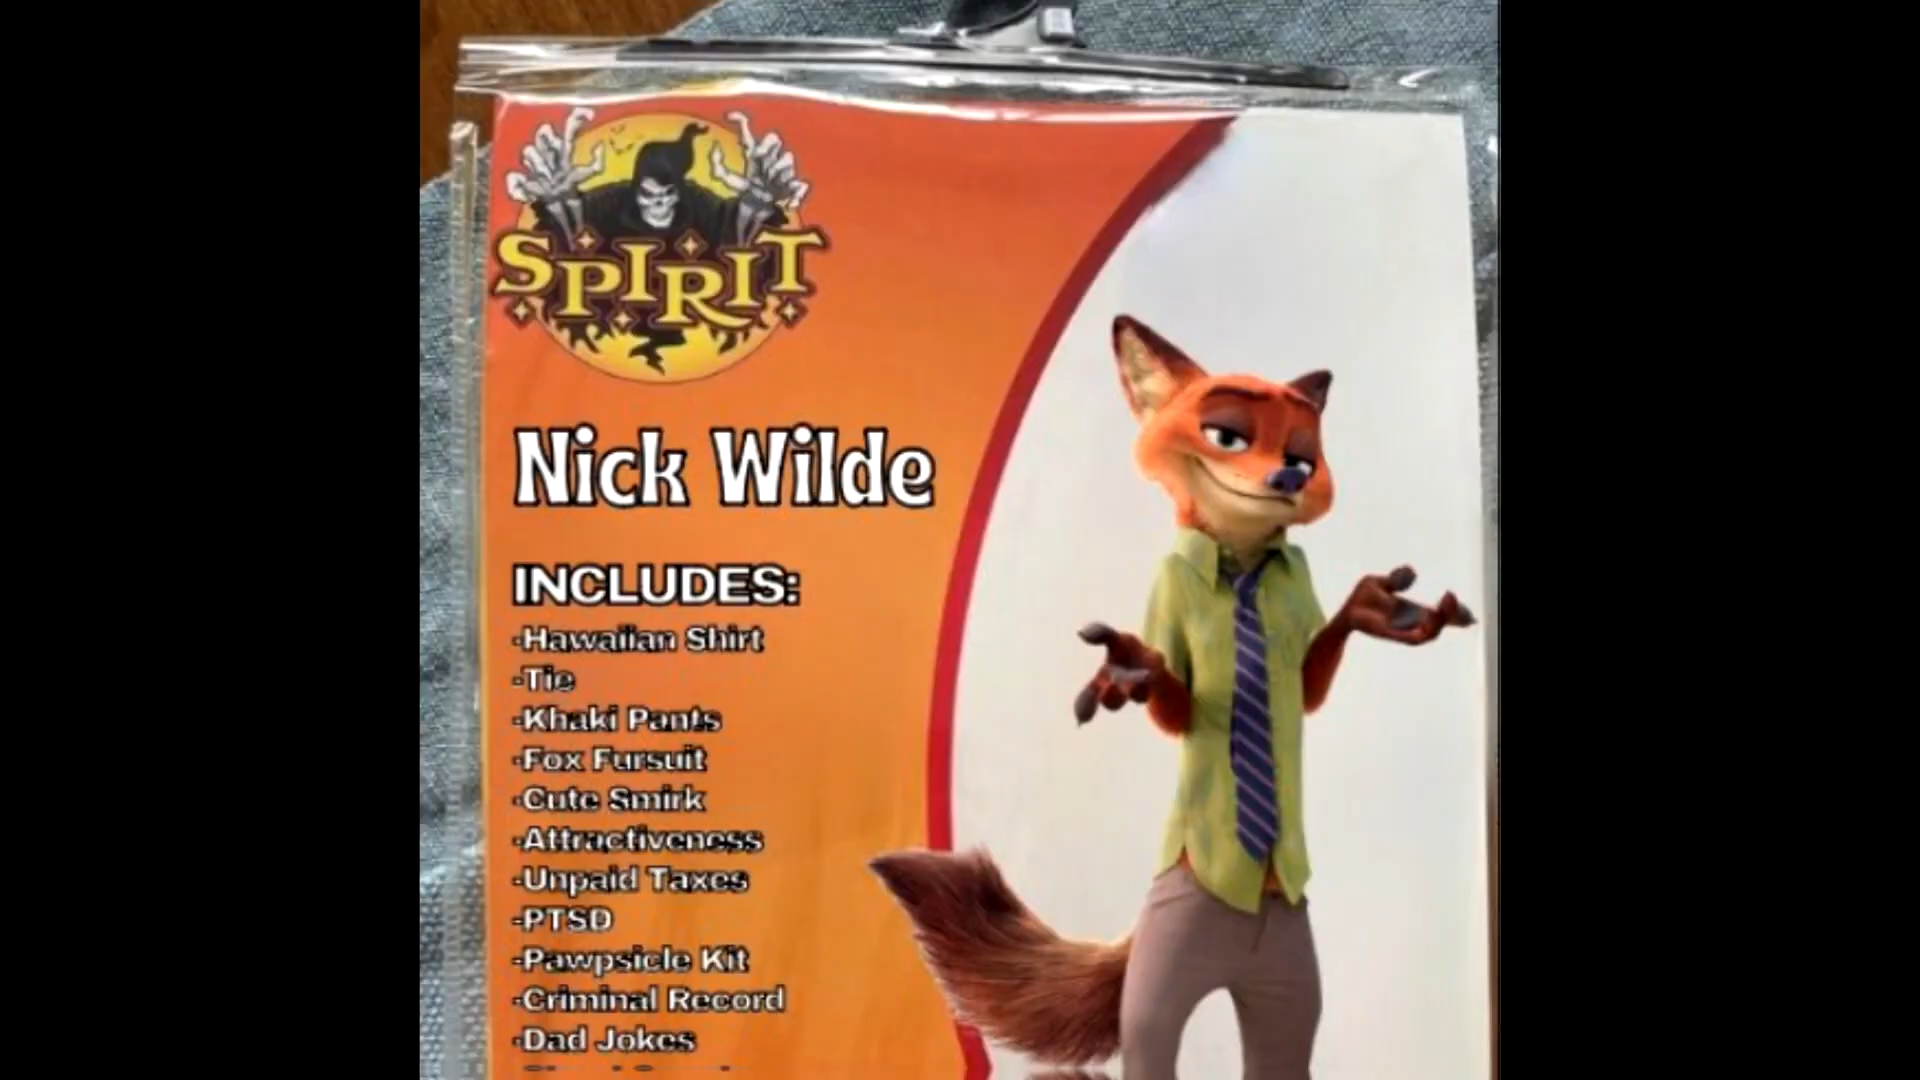 SPIRIT
Nick Wilde
INCLUDES:
-Hawaiian Shirt
-Tie
-Khaki Pants
-Fox Fursuit
-Cute Smirk
-Attractiveness
-Unpaid Taxes
-PTSD
-Pawpsicle Kit
-Criminal Record
-Dad Jokes